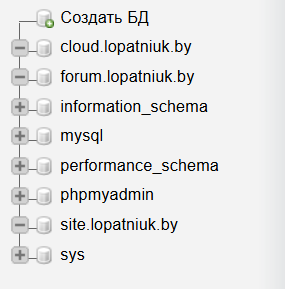 Создать БД
cloud.lopatniuk.by
forum.lopatniuk.by
information_schema
mysql
performance_schema
phpmyadmin
site.lopatniuk.by
sys